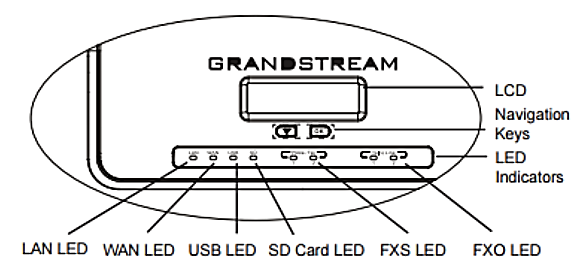 GRANDSTREAM
LCD
Navigation
Keys
OK
LED
Indicators
LAN LED
WAN LED
USB LED
SD Card LED
FXS LED
FXO LED